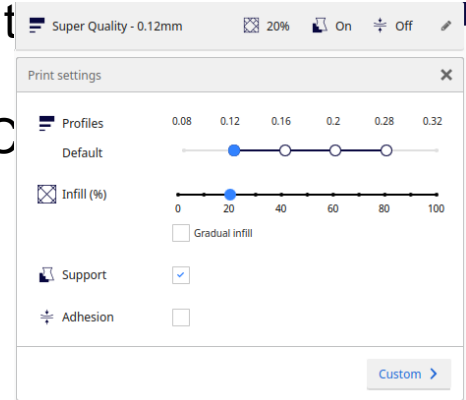 Super Quality - 0.12mm 20% On Off
Print settings
Profiles 0.08 0.12 0.16 0.2 0.28 0.32
Default
Infill (%)
0 20 40 60 80 100
Gradual infill
Support
Adhesion
Custom